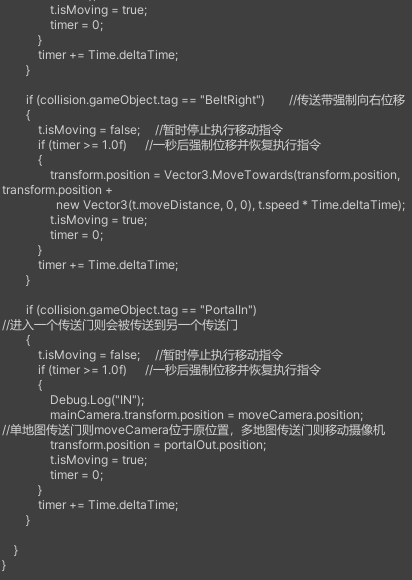 t.isMoving = true;
timer = 0;
}
timer += Time.deltaTime;
}
if (collision.gameObject.tag == "BeltRight") //传送带强制向右位移
{
t.isMoving = false; //暂时停止执行移动指令
if (timer >= 1.0f) //一秒后强制位移并恢复执行指令
{
transform.position = Vector3.MoveTowards(transform.position,
transform.position +
new Vector3(t.moveDistance, 0, 0), t.speed * Time.deltaTime);
t.isMoving = true;
timer = 0;
}
timer += Time.deltaTime;
}
if (collision.gameObject.tag == "PortalIn")
//进入一个传送门则会被传送到另一个传送门
{
t.isMoving = false; //暂时停止执行移动指令
if (timer >= 1.0f) //一秒后强制位移并恢复执行指令
{
Debug.Log("IN");
mainCamera.transform.position = moveCamera.position;
//单地图传送门则moveCamera位于原位置，多地图传送门则移动摄像机
transform.position = portalOut.position;
t.isMoving = true;
timer = 0;
}
timer += Time.deltaTime;
}
}
}